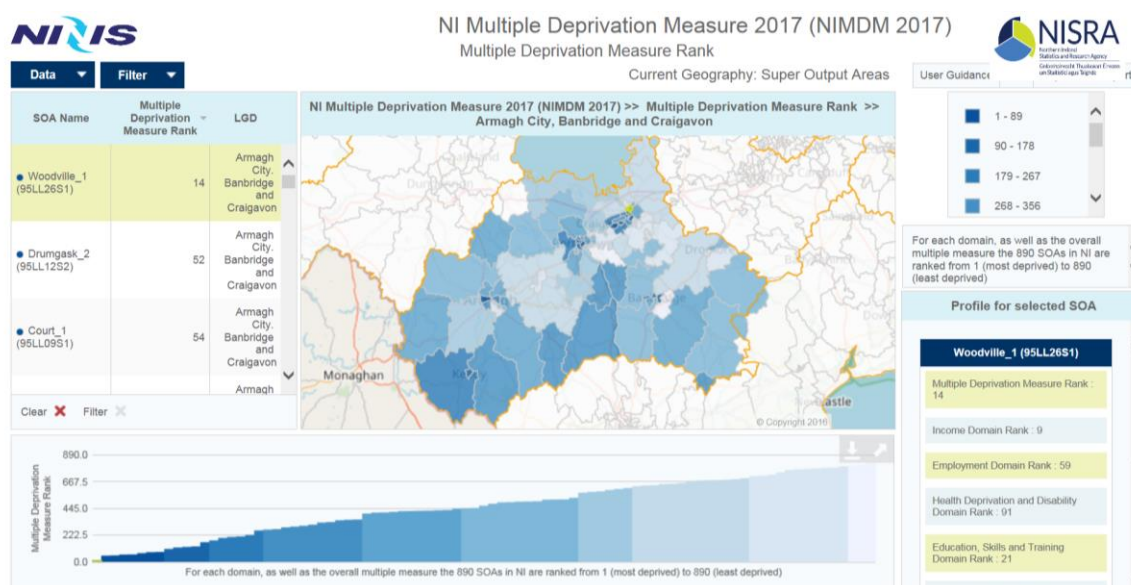 NINIS
NI Multiple Deprivation Measure 2017 (NIMDM 2017)
Multiple Deprivation Measure Rank
NISRA
Northern Ireland
Statistics and Research Agency
Data
Filter
Current Geography: Super Output Areas
User Guidance
SOA Name
Multiple
Deprivation
Measure Rank
LGD
Woodville_1
(95LL26S1)
14
Armagh
City.
Banbridge
and
Craigavon
Drumgask_2
(95LL12S2)
52
Armagh
City.
Banbridge
and
Craigavon
Court_1
(95LL09S1)
54
Armagh
City.
Banbridge
and
Craigavon
Armagh
Clear
Filter
NI Multiple Deprivation Measure 2017 (NIMDM 2017) >> Multiple Deprivation Measure Rank >>
Armagh City, Banbridge and Craigavon
Monaghan
© Copyright 2016
1 - 89
90 - 178
179 - 267
268 - 356
For each domain, as well as the overall
multiple measure the 890 SOAs in NI are
ranked from 1 (most deprived) to 890
(least deprived)
Profile for selected SOA
Woodville_1 (95LL26S1)
Multiple Deprivation Measure Rank :
14
Income Domain Rank : 9
Employment Domain Rank : 59
Health Deprivation and Disability
Domain Rank : 91
Education, Skills and Training
Domain Rank : 21
Multiple Deprivation
Measure Rank
890.0
667.5
445.0
222.5
0.0
For each domain, as well as the overall multiple measure the 890 SOAs in NI are ranked from 1 (most deprived) to 890 (least deprived)